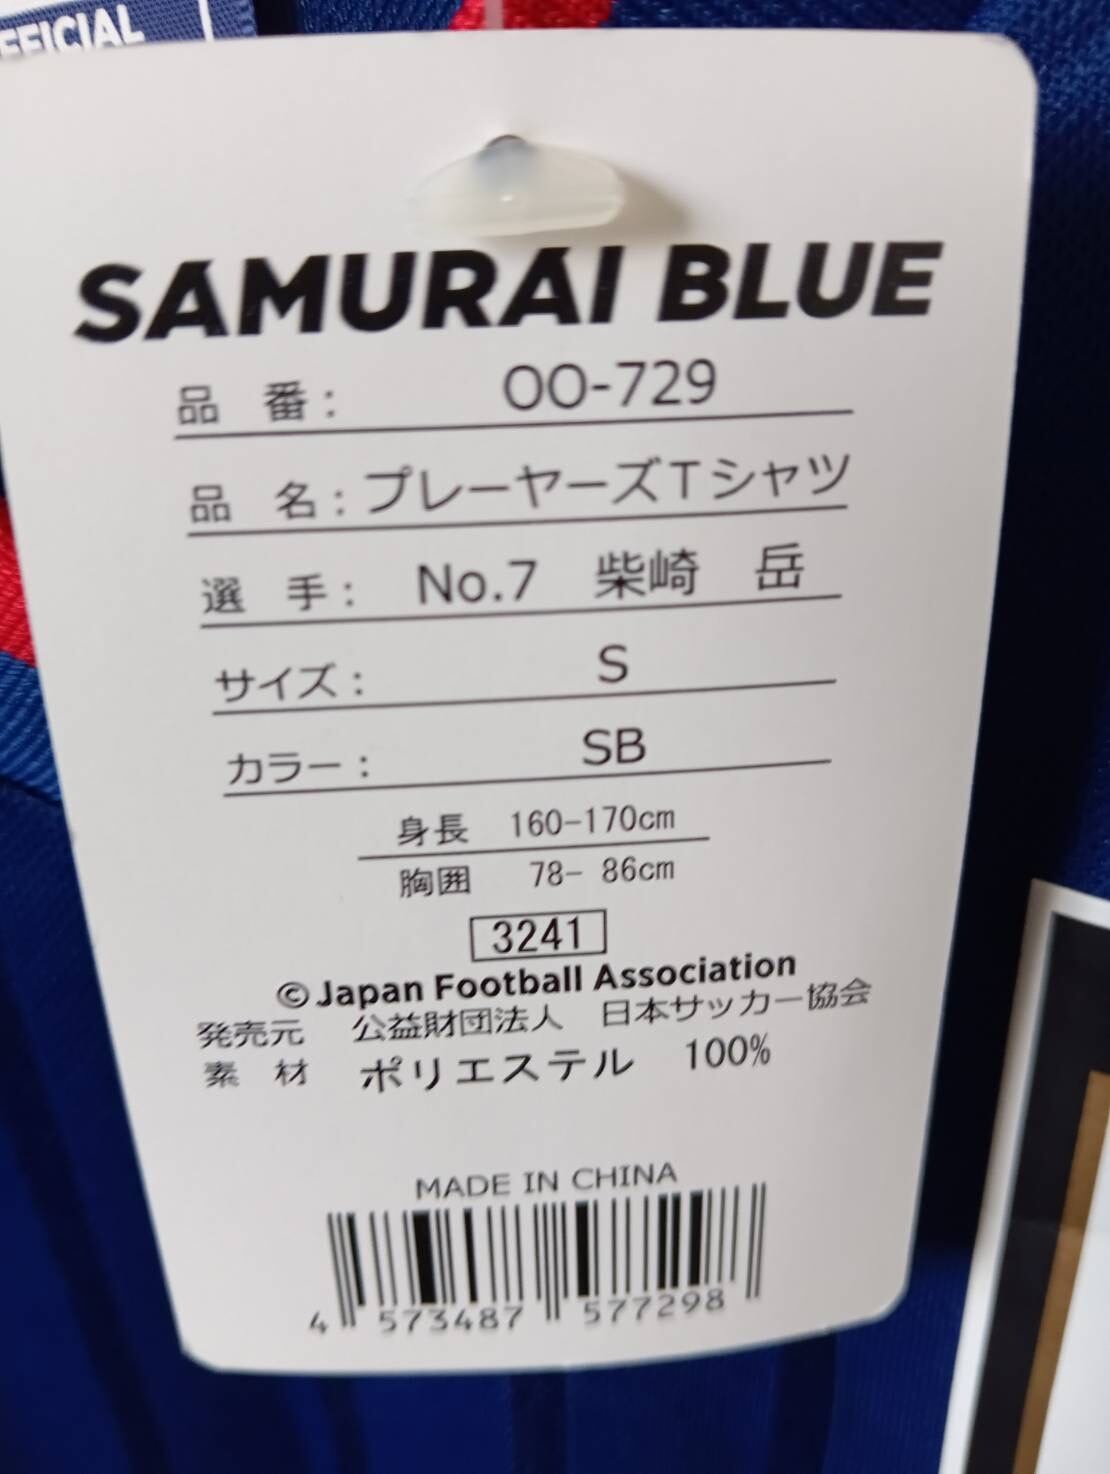 SAMURAI BLUE
品 番： OO-729
品 名：プレーヤーズTシャツ
選 手： No.7 柴崎 岳
サイズ： S
カラー： SB
身長 160-170cm
胸囲 78- 86cm
3241
©Japan Football Association
発売元 公益財団法人 日本サッカー協会
素 材 ポリエステル 100%
MADE IN CHINA
4 573487 577298